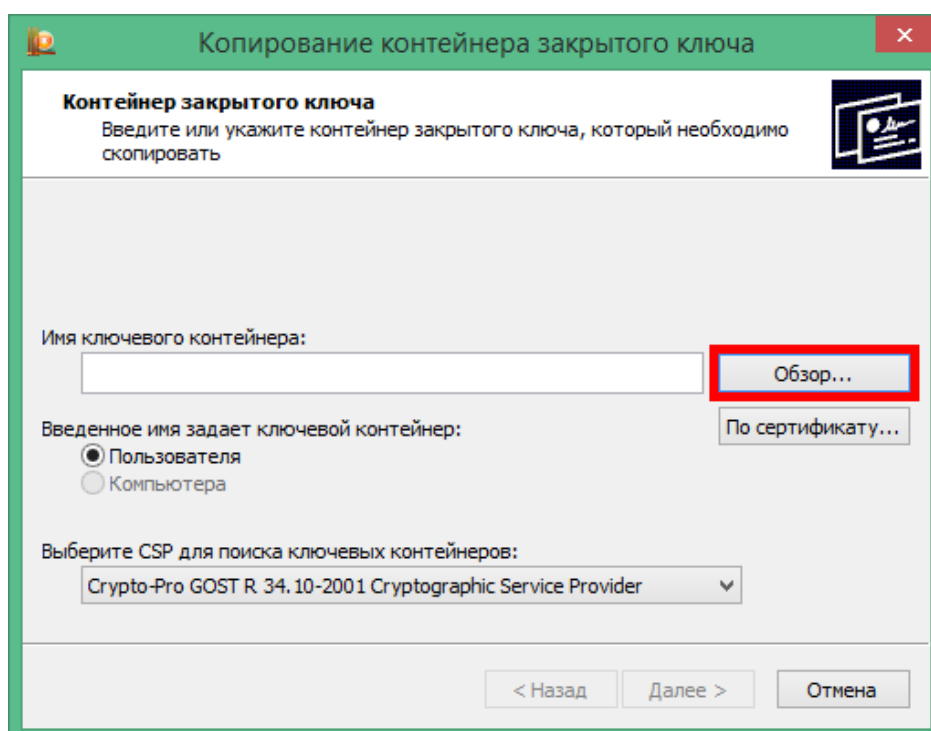 Копирование контейнера закрытого ключа
Контейнер закрытого ключа
Введите или укажите контейнер закрытого ключа, который необходимо
скопировать
Имя ключевого контейнера:
Обзор...
Введенное имя задает ключевой контейнер:
По сертификату...
Пользователя
Компьютера
Выберите CSP для поиска ключевых контейнеров:
Crypto-Pro GOST R 34.10-2001 Cryptographic Service Provider
< Назад
Далее >
Отмена